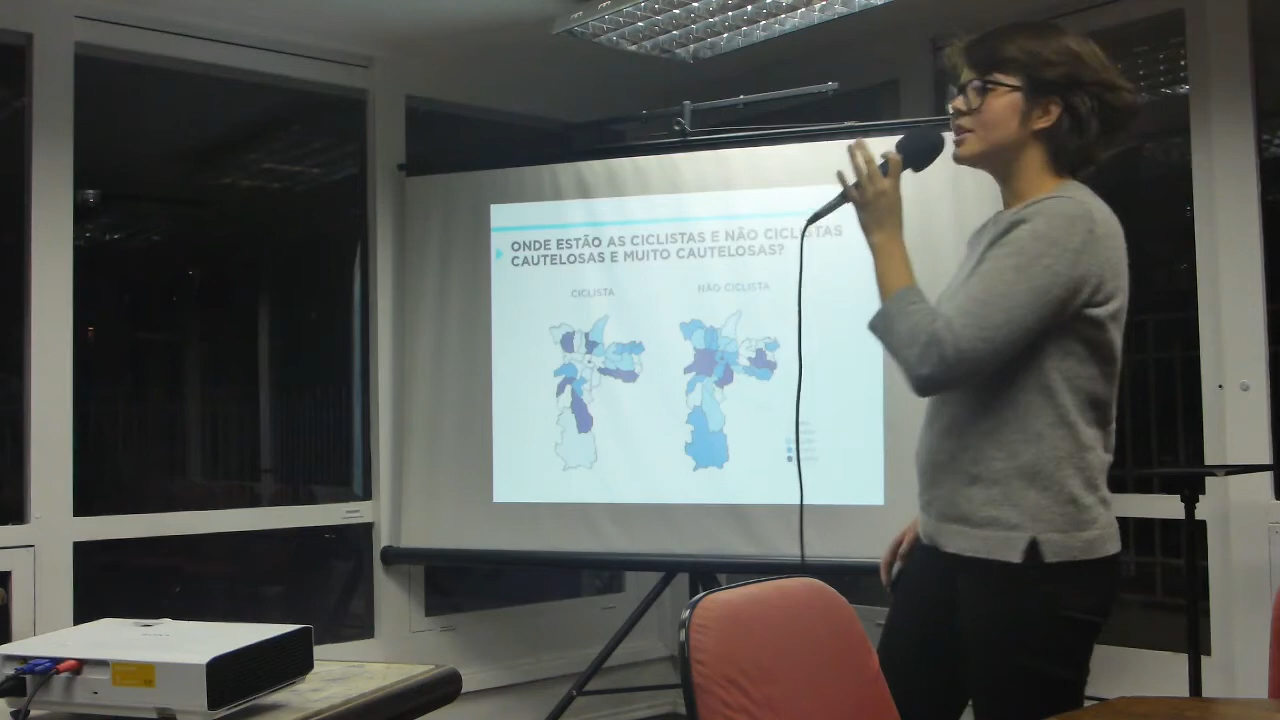 ONDE ESTÃO AS CICLISTAS E NÃO CICLISTAS
CAUTELOSAS E MUITO CAUTELOSAS?
CICLISTA
NÃO CICLISTA